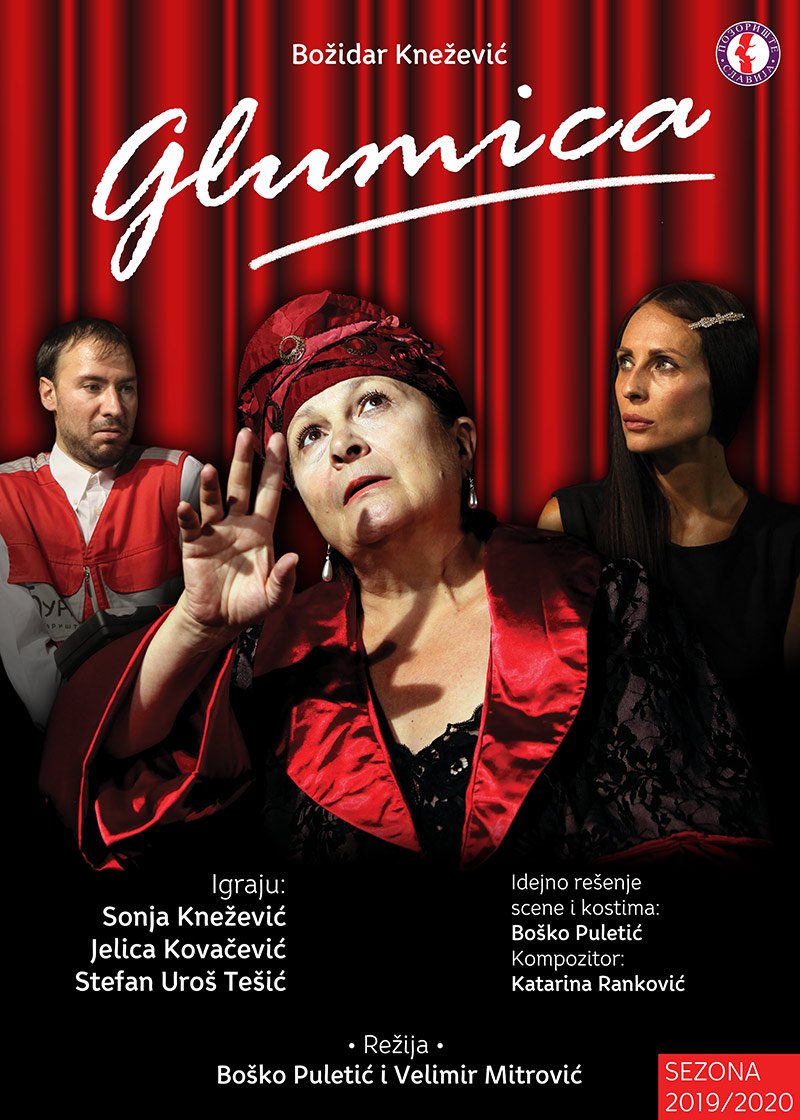 Božidar Knežević
ПОЗОРИШТЕ
СЛАВИЈА
Glumica
Igraju:
Sonja Knežević
Jelica Kovačević
Stefan Uroš Tešić
Idejno rešenje
scene i kostima:
Boško Puletić
Kompozitor:
Katarina Ranković
• Režija •
Boško Puletić i Velimir Mitrović
SEZONA
2019/2020